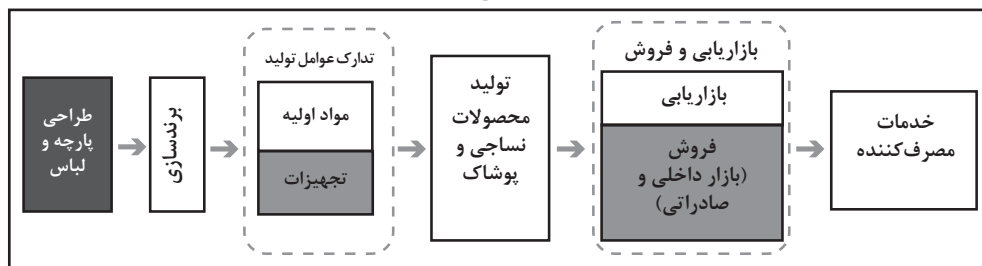 طراحی
پارچه و
لباس
برندسازی
تدارک عوامل تولید
مواد اولیه
تجهیزات
تولید
محصولات
نساجی و
پوشاک
بازاریابی و فروش
بازاریابی
فروش
(بازار داخلی و
صادراتی)
خدمات
مصرف‌کننده